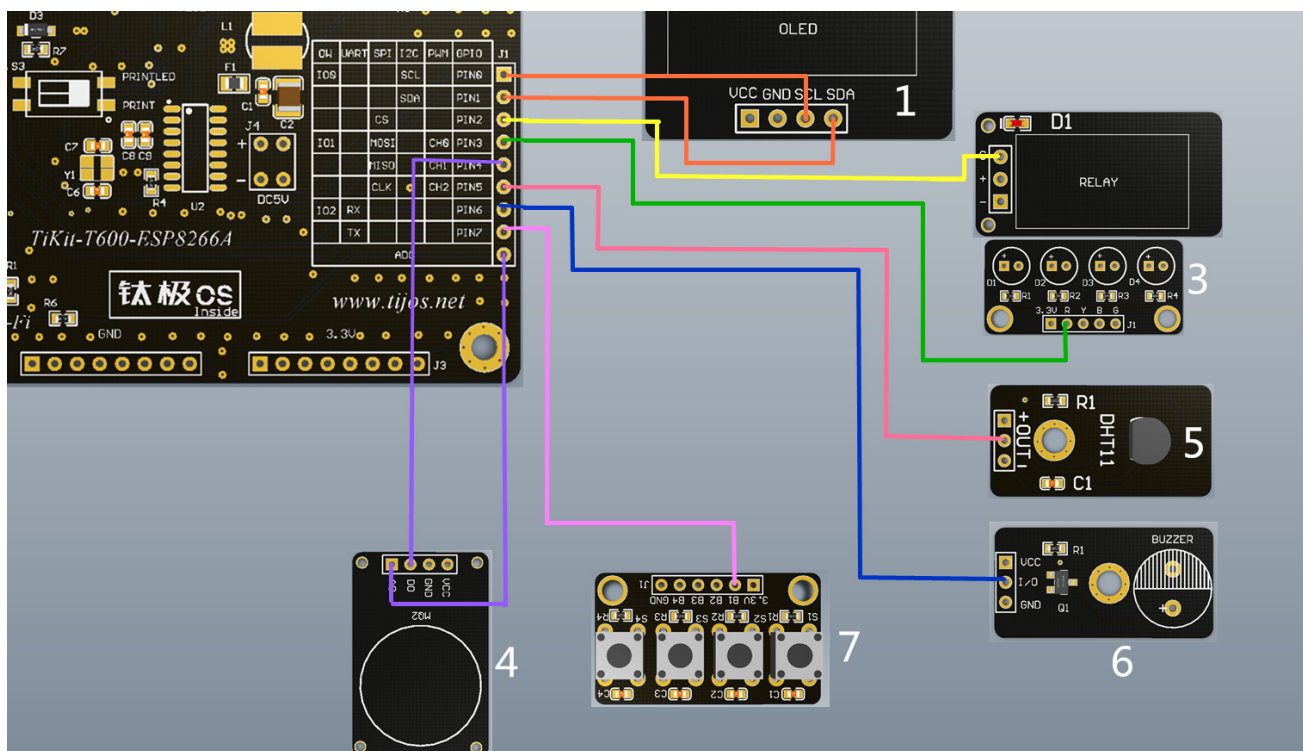 D3
R7
S3
PRINTLED
PRINT
L1
F1
C1
C2
J4
+
−
DC5V
C7
C8 C9
Y1
C6
R4
U2
OW UART SPI I2C PWM GPIO J1
IO0 SCL PIN0
SDA PIN1
CS PIN2
IO1 MOSI CH0 PIN3
MISO CH1 PIN4
CLK CH2 PIN5
IO2 RX PIN6
TX PIN7
ADC
TiKit-T600-ESP8266A
钛极OS
Inside
www.tijos.net
R1
R6
-Fi
GND
3.3V
J3
OLED
VCC GND SCL SDA
1
D1
S
+
−
RELAY
+ + + +
D1 D2 D3 D4
R1 R2 R3 R4
3.3V R Y B G
J1
3
R1
+OUT−
DHT11
C1
5
BUZZER
R1
VCC
I/O
GND
Q1
+
6
DO GND VCC
MQ2
4
J1
GND B4 B3 B2 B1 3.3V
R4 S4 R3 S3 R2 S2 R1 S1
C4 C3 C2 C1
7